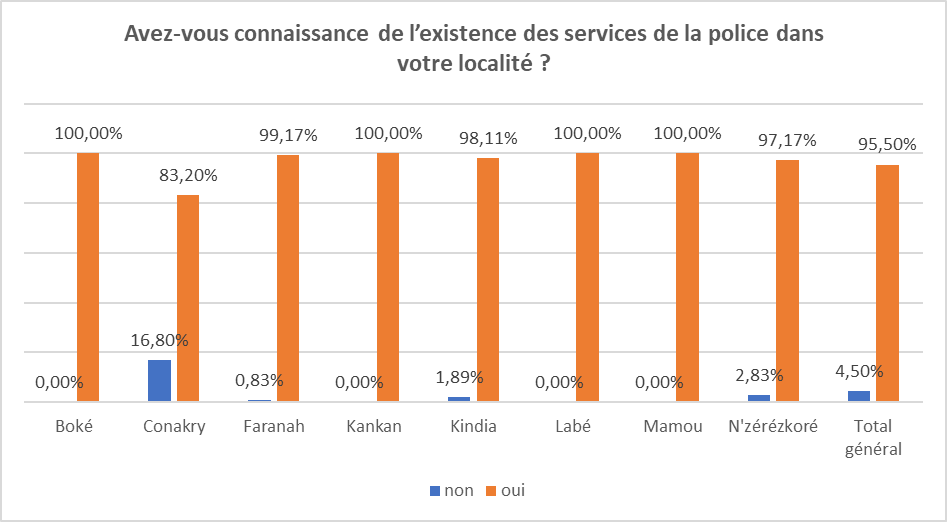 Avez-vous connaissance de l’existence des services de la police dans
votre localité ?
100,00% 99,17% 100,00% 98,11% 100,00% 100,00% 97,17% 95,50%
83,20%
16,80%
0,00% 0,83% 0,00% 1,89% 0,00% 0,00% 2,83% 4,50%
Boké Conakry Faranah Kankan Kindia Labé Mamou N'zérézkoré Total
général
non oui